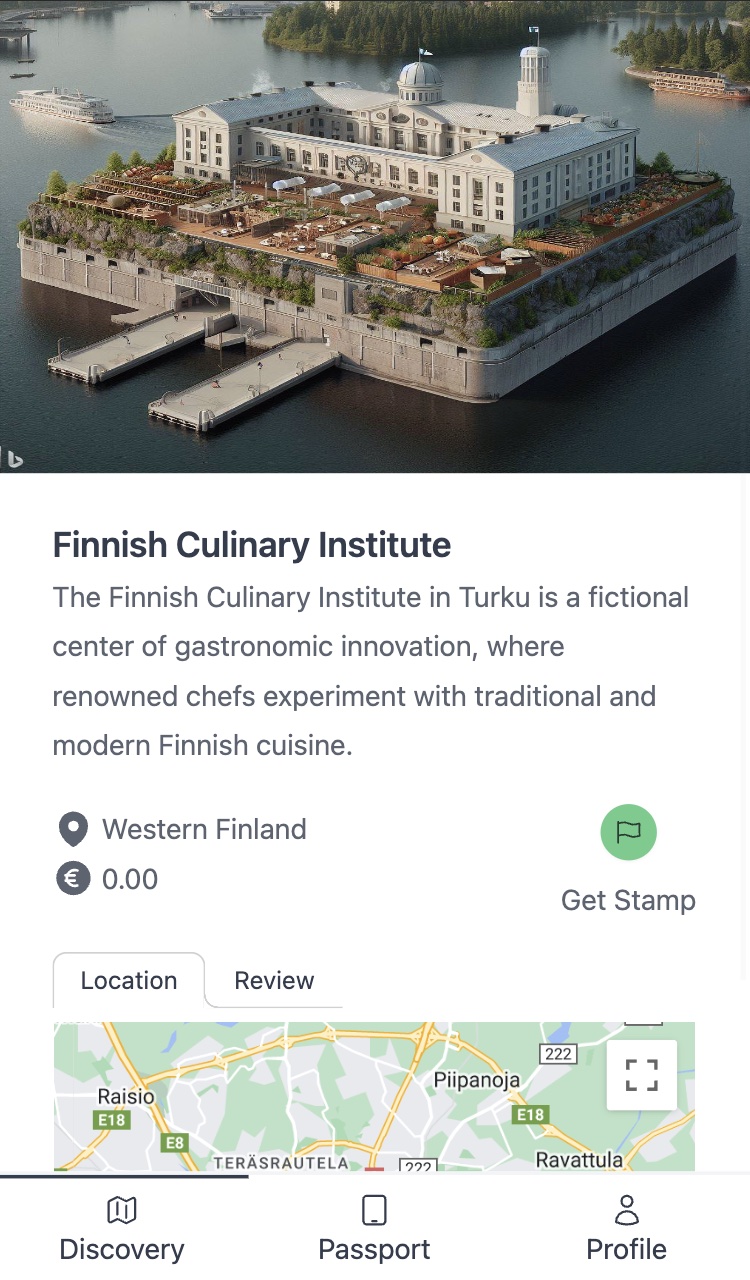 Finnish Culinary Institute
The Finnish Culinary Institute in Turku is a fictional
center of gastronomic innovation, where
renowned chefs experiment with traditional and
modern Finnish cuisine.
Western Finland
€ 0.00
Get Stamp
Location Review
222
Piipanoja
Raisio
E18
E18
E8
TERÄSRAUTELA
222
Ravattula
Discovery Passport Profile